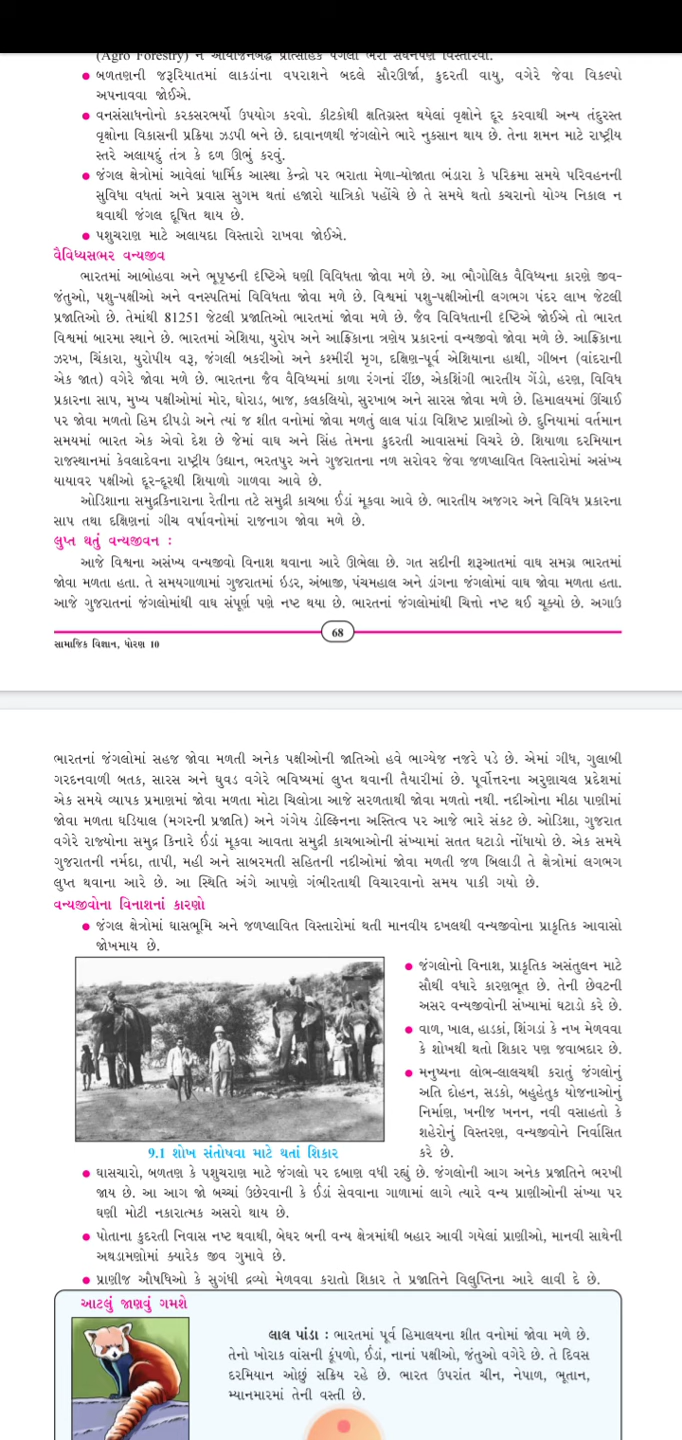 (Agro Forestry) ને આયોજનબદ્ધ પ્રોત્સાહક પગલાં ભરી સઘનપણે વિસ્તારવા.
● બળતણની જરૂરિયાતમાં લાકડાંના વપરાશને બદલે સૌરઊર્જા, કુદરતી વાયુ, વગેરે જેવા વિકલ્પો
અપનાવવા જોઈએ.
● વનસંસાધનોનો કરકસરભર્યો ઉપયોગ કરવો. કીટકોથી ક્ષતિગ્રસ્ત થયેલાં વૃક્ષોને દૂર કરવાથી અન્ય તંદુરસ્ત
વૃક્ષોના વિકાસની પ્રક્રિયા ઝડપી બને છે. દાવાનળથી જંગલોને ભારે નુકસાન થાય છે. તેના શમન માટે રાષ્ટ્રીય
સ્તરે અલાયદું તંત્ર કે દળ ઊભું કરવું.
● જંગલ ક્ષેત્રોમાં આવેલાં ધાર્મિક આસ્થા કેન્દ્રો પર ભરાતા મેળા-યોજાતા ભંડારા કે પરિક્રમા સમયે પરિવહનની
સુવિધા વધતાં અને પ્રવાસ સુગમ થતાં હજારો યાત્રિકો પહોંચે છે તે સમયે થતો કચરાનો યોગ્ય નિકાલ ન
થવાથી જંગલ દૂષિત થાય છે.
● પશુચરાણ માટે અલાયદા વિસ્તારો રાખવા જોઈએ.
વૈવિધ્યસભર વન્યજીવ
ભારતમાં આબોહવા અને ભૂપૃષ્ઠની દૃષ્ટિએ ઘણી વિવિધતા જોવા મળે છે. આ ભૌગોલિક વૈવિધ્યના કારણે જીવ-
જંતુઓ, પશુ-પક્ષીઓ અને વનસ્પતિમાં વિવિધતા જોવા મળે છે. વિશ્વમાં પશુ-પક્ષીઓની લગભગ પંદર લાખ જેટલી
પ્રજાતિઓ છે. તેમાંથી 81251 જેટલી પ્રજાતિઓ ભારતમાં જોવા મળે છે. જૈવ વિવિધતાની દૃષ્ટિએ જોઈએ તો ભારત
વિશ્વમાં બારમા સ્થાને છે. ભારતમાં એશિયા, યુરોપ અને આફ્રિકાના ત્રણેય પ્રકારનાં વન્યજીવો જોવા મળે છે. આફ્રિકાના
ઝરખ, ચિંકારા, યુરોપીય વરૂ, જંગલી બકરીઓ અને કશ્મીરી મૃગ, દક્ષિણ-પૂર્વ એશિયાના હાથી, ગીબન (વાંદરાની
એક જાત) વગેરે જોવા મળે છે. ભારતના જૈવ વૈવિધ્યમાં કાળા રંગનાં રીંછ, એકશિંગી ભારતીય ગેંડો, હરણ, વિવિધ
પ્રકારના સાપ, મુખ્ય પક્ષીઓમાં મોર, ઘોરાડ, બાજ, કલકલિયો, સુરખાબ અને સારસ જોવા મળે છે. હિમાલયમાં ઊંચાઈ
પર જોવા મળતો હિમ દીપડો અને ત્યાં જ શીત વનોમાં જોવા મળતું લાલ પાંડા વિશિષ્ટ પ્રાણીઓ છે. દુનિયામાં વર્તમાન
સમયમાં ભારત એક એવો દેશ છે જેમાં વાઘ અને સિંહ તેમના કુદરતી આવાસમાં વિચરે છે. શિયાળા દરમિયાન
રાજસ્થાનમાં કેવલાદેવના રાષ્ટ્રીય ઉદ્યાન, ભરતપુર અને ગુજરાતના નળ સરોવર જેવા જળપ્લાવિત વિસ્તારોમાં અસંખ્ય
યાયાવર પક્ષીઓ દૂર-દૂરથી શિયાળો ગાળવા આવે છે.
ઓડિશાના સમુદ્રકિનારાના રેતીના તટે સમુદ્રી કાચબા ઈંડાં મૂકવા આવે છે. ભારતીય અજગર અને વિવિધ પ્રકારના
સાપ તથા દક્ષિણનાં ગીચ વર્ષાવનોમાં રાજનાગ જોવા મળે છે.
લુપ્ત થતું વન્યજીવન :
આજે વિશ્વના અસંખ્ય વન્યજીવો વિનાશ થવાના આરે ઊભેલા છે. ગત સદીની શરૂઆતમાં વાઘ સમગ્ર ભારતમાં
જોવા મળતા હતા. તે સમયગાળામાં ગુજરાતમાં ઇડર, અંબાજી, પંચમહાલ અને ડાંગના જંગલોમાં વાઘ જોવા મળતા હતા.
આજે ગુજરાતનાં જંગલોમાંથી વાઘ સંપૂર્ણ પણે નષ્ટ થયા છે. ભારતનાં જંગલોમાંથી ચિત્તો નષ્ટ થઈ ચૂક્યો છે. અગાઉ
68
સામાજિક વિજ્ઞાન, ધોરણ 10
ભારતનાં જંગલોમાં સહજ જોવા મળતી અનેક પક્ષીઓની જાતિઓ હવે ભાગ્યેજ નજરે પડે છે. એમાં ગીધ, ગુલાબી
ગરદનવાળી બતક, સારસ અને ઘુવડ વગેરે ભવિષ્યમાં લુપ્ત થવાની તૈયારીમાં છે. પૂર્વોત્તરના અરુણાચલ પ્રદેશમાં
એક સમયે વ્યાપક પ્રમાણમાં જોવા મળતા મોટા ચિલોત્રા આજે સરળતાથી જોવા મળતો નથી. નદીઓના મીઠા પાણીમાં
જોવા મળતા ઘડિયાલ (મગરની પ્રજાતિ) અને ગંગેય ડોલ્ફિનના અસ્તિત્વ પર આજે ભારે સંકટ છે. ઓડિશા, ગુજરાત
વગેરે રાજ્યોના સમુદ્ર કિનારે ઈંડાં મૂકવા આવતા સમુદ્રી કાચબાઓની સંખ્યામાં સતત ઘટાડો નોંધાયો છે. એક સમયે
ગુજરાતની નર્મદા, તાપી, મહી અને સાબરમતી સહિતની નદીઓમાં જોવા મળતી જળ બિલાડી તે ક્ષેત્રોમાં લગભગ
લુપ્ત થવાના આરે છે. આ સ્થિતિ અંગે આપણે ગંભીરતાથી વિચારવાનો સમય પાકી ગયો છે.
વન્યજીવોના વિનાશનાં કારણો
● જંગલ ક્ષેત્રોમાં ઘાસભૂમિ અને જળપ્લાવિત વિસ્તારોમાં થતી માનવીય દખલથી વન્યજીવોના પ્રાકૃતિક આવાસો
જોખમાય છે.
● જંગલોનો વિનાશ, પ્રાકૃતિક અસંતુલન માટે
સૌથી વધારે કારણભૂત છે. તેની છેવટની
અસર વન્યજીવોની સંખ્યામાં ઘટાડો કરે છે.
● વાળ, ખાલ, હાડકાં, શિંગડાં કે નખ મેળવવા
કે શોખથી થતો શિકાર પણ જવાબદાર છે.
● મનુષ્યના લોભ-લાલચથી કરાતું જંગલોનું
અતિ દોહન, સડકો, બહુહેતુક યોજનાઓનું
નિર્માણ, ખનીજ ખનન, નવી વસાહતો કે
શહેરોનું વિસ્તરણ, વન્યજીવોને નિર્વાસિત
કરે છે.
9.1 શોખ સંતોષવા માટે થતાં શિકાર
● ઘાસચારો, બળતણ કે પશુચરાણ માટે જંગલો પર દબાણ વધી રહ્યું છે. જંગલોની આગ અનેક પ્રજાતિને ભરખી
જાય છે. આ આગ જો બચ્ચાં ઉછેરવાની કે ઈંડાં સેવવાના ગાળામાં લાગે ત્યારે વન્ય પ્રાણીઓની સંખ્યા પર
ઘણી મોટી નકારાત્મક અસરો થાય છે.
● પોતાના કુદરતી નિવાસ નષ્ટ થવાથી, બેઘર બની વન્ય ક્ષેત્રમાંથી બહાર આવી ગયેલાં પ્રાણીઓ, માનવી સાથેની
અથડામણોમાં ક્યારેક જીવ ગુમાવે છે.
● પ્રાણીજ ઔષધિઓ કે સુગંધી દ્રવ્યો મેળવવા કરાતો શિકાર તે પ્રજાતિને વિલુપ્તિના આરે લાવી દે છે.
આટલું જાણવું ગમશે
લાલ પાંડા : ભારતમાં પૂર્વ હિમાલયના શીત વનોમાં જોવા મળે છે.
તેનો ખોરાક વાંસની કૂંપળો, ઈંડાં, નાનાં પક્ષીઓ, જંતુઓ વગેરે છે. તે દિવસ
દરમિયાન ઓછું સક્રિય રહે છે. ભારત ઉપરાંત ચીન, નેપાળ, ભૂતાન,
મ્યાનમારમાં તેની વસ્તી છે.